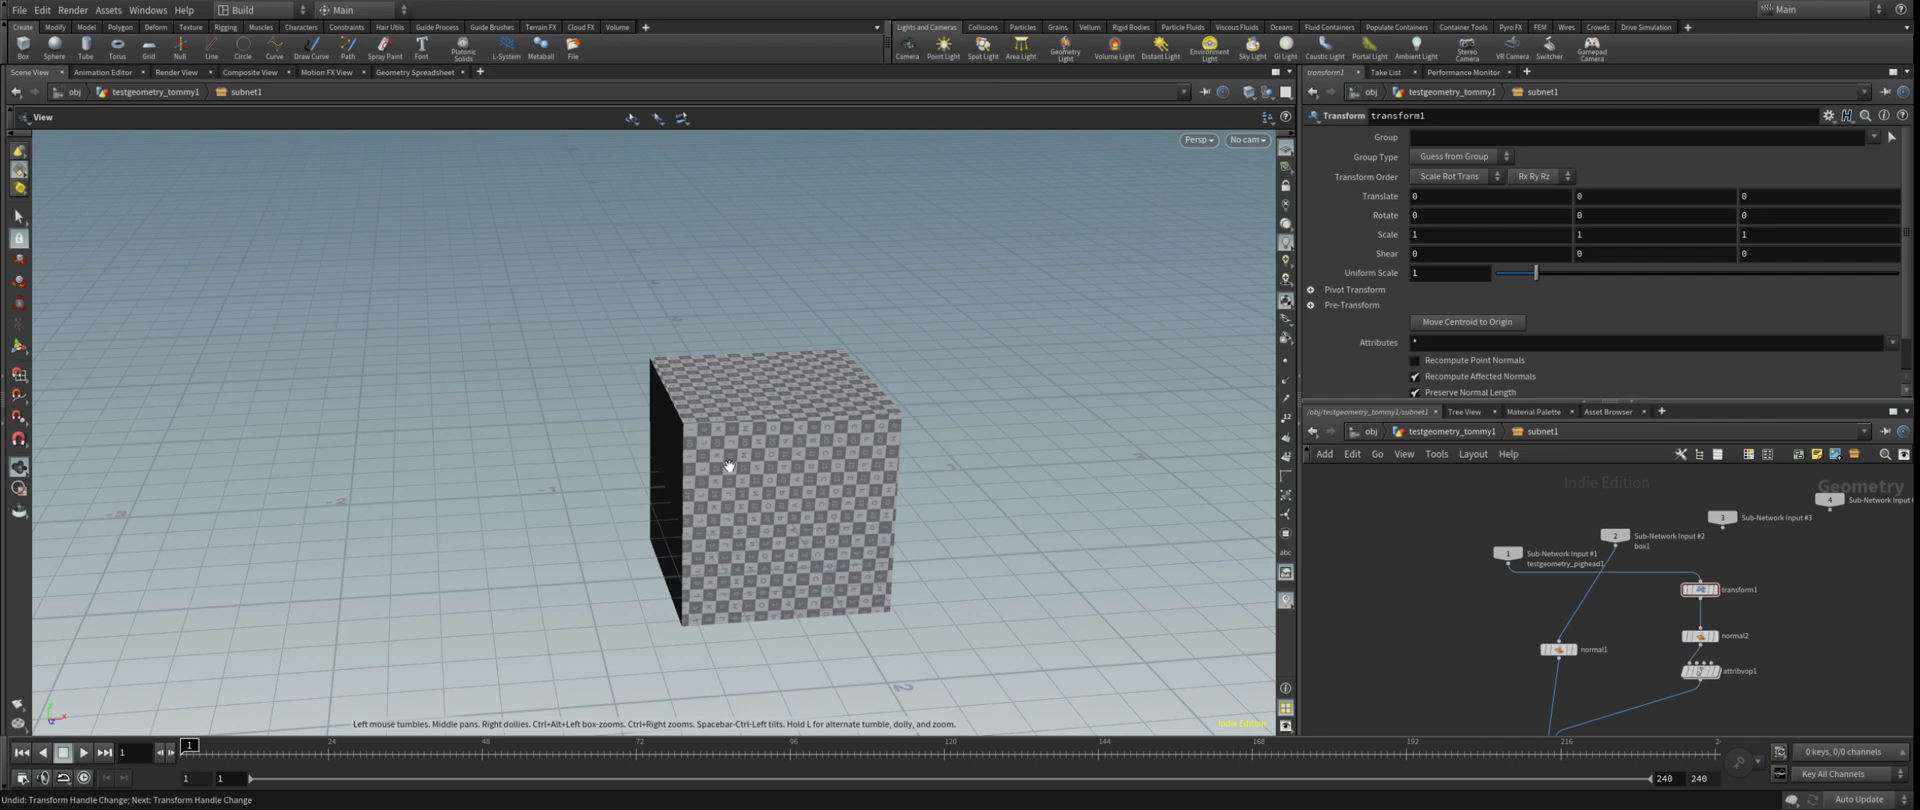 File Edit Render Assets Windows Help Build Main Main
Create Modify Model Polygon Deform Texture Rigging Muscles Characters Constraints Hair Utils Guide Process Guide Brushes Terrain FX Cloud FX Volume
Box Sphere Tube Torus Grid Null Line Circle Curve Draw Curve Path Spray Paint Font Platonic Solids L-System Metaball File
Lights and Cameras Collisions Particles Grains Vellum Rigid Bodies Particle Fluids Viscous Fluids Oceans Fluid Containers Populate Containers Container Tools Pyro FX FEM Wires Crowds Drive Simulation
Camera Point Light Spot Light Area Light Geometry Light Volume Light Distant Light Environment Light Sky Light GI Light Caustic Light Portal Light Ambient Light Stereo Camera VR Camera Switcher Gamepad Camera
Scene View Animation Editor Render View Composite View Motion FX View Geometry Spreadsheet
obj testgeometry_tommy1 subnet1
View
Persp No cam
-3
-2
-1
2
abc
Left mouse tumbles. Middle pans. Right dollies. Ctrl+Alt+Left box-zooms. Ctrl+Right zooms. Spacebar-Ctrl-Left tilts. Hold L for alternate tumble, dolly, and zoom.
Indie Edition
transform1 Take List Performance Monitor
obj testgeometry_tommy1 subnet1
Transform transform1
Group
Group Type Guess from Group
Transform Order Scale Rot Trans Rx Ry Rz
Translate 0 0 0
Rotate 0 0 0
Scale 1 1 1
Shear 0 0 0
Uniform Scale 1
Pivot Transform
Pre-Transform
Move Centroid to Origin
Attributes *
Recompute Point Normals
Recompute Affected Normals
Preserve Normal Length
/obj/testgeometry_tommy1/subnet1 Tree View Material Palette Asset Browser
obj testgeometry_tommy1 subnet1
Add Edit Go View Tools Layout Help
Indie Edition Geometry
4 Sub-Network Input
3 Sub-Network Input #3
2 Sub-Network Input #2
box1
1 Sub-Network Input #1
testgeometry_pighead1
transform1
normal2
normal1
attribvop1
1 1 24 48 72 96 120 144 168 192 216
0 keys, 0/0 channels
1 1 240 240 Key All Channels
Undid: Transform Handle Change; Next: Transform Handle Change Auto Update